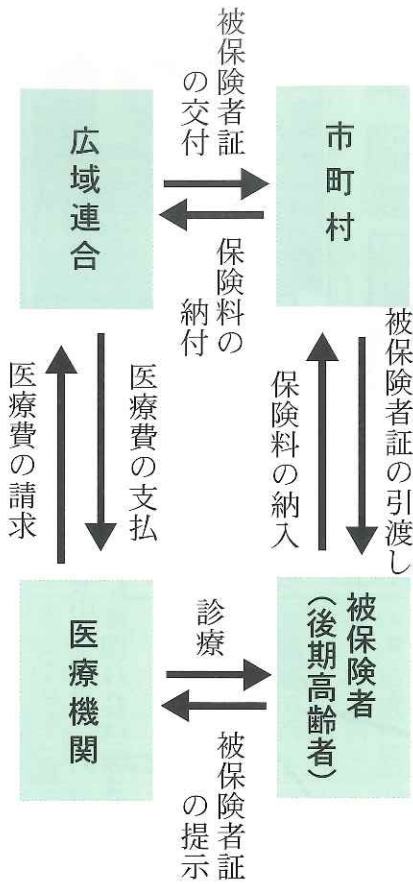 被保険者証
の交付
市町村
広域連合
保険料の
納付
被保険者証の引渡し
保険料の納入
医療費の支払
医療費の請求
被保険者
（後期高齢者）
診療
医療機関
被保険者証
の提示